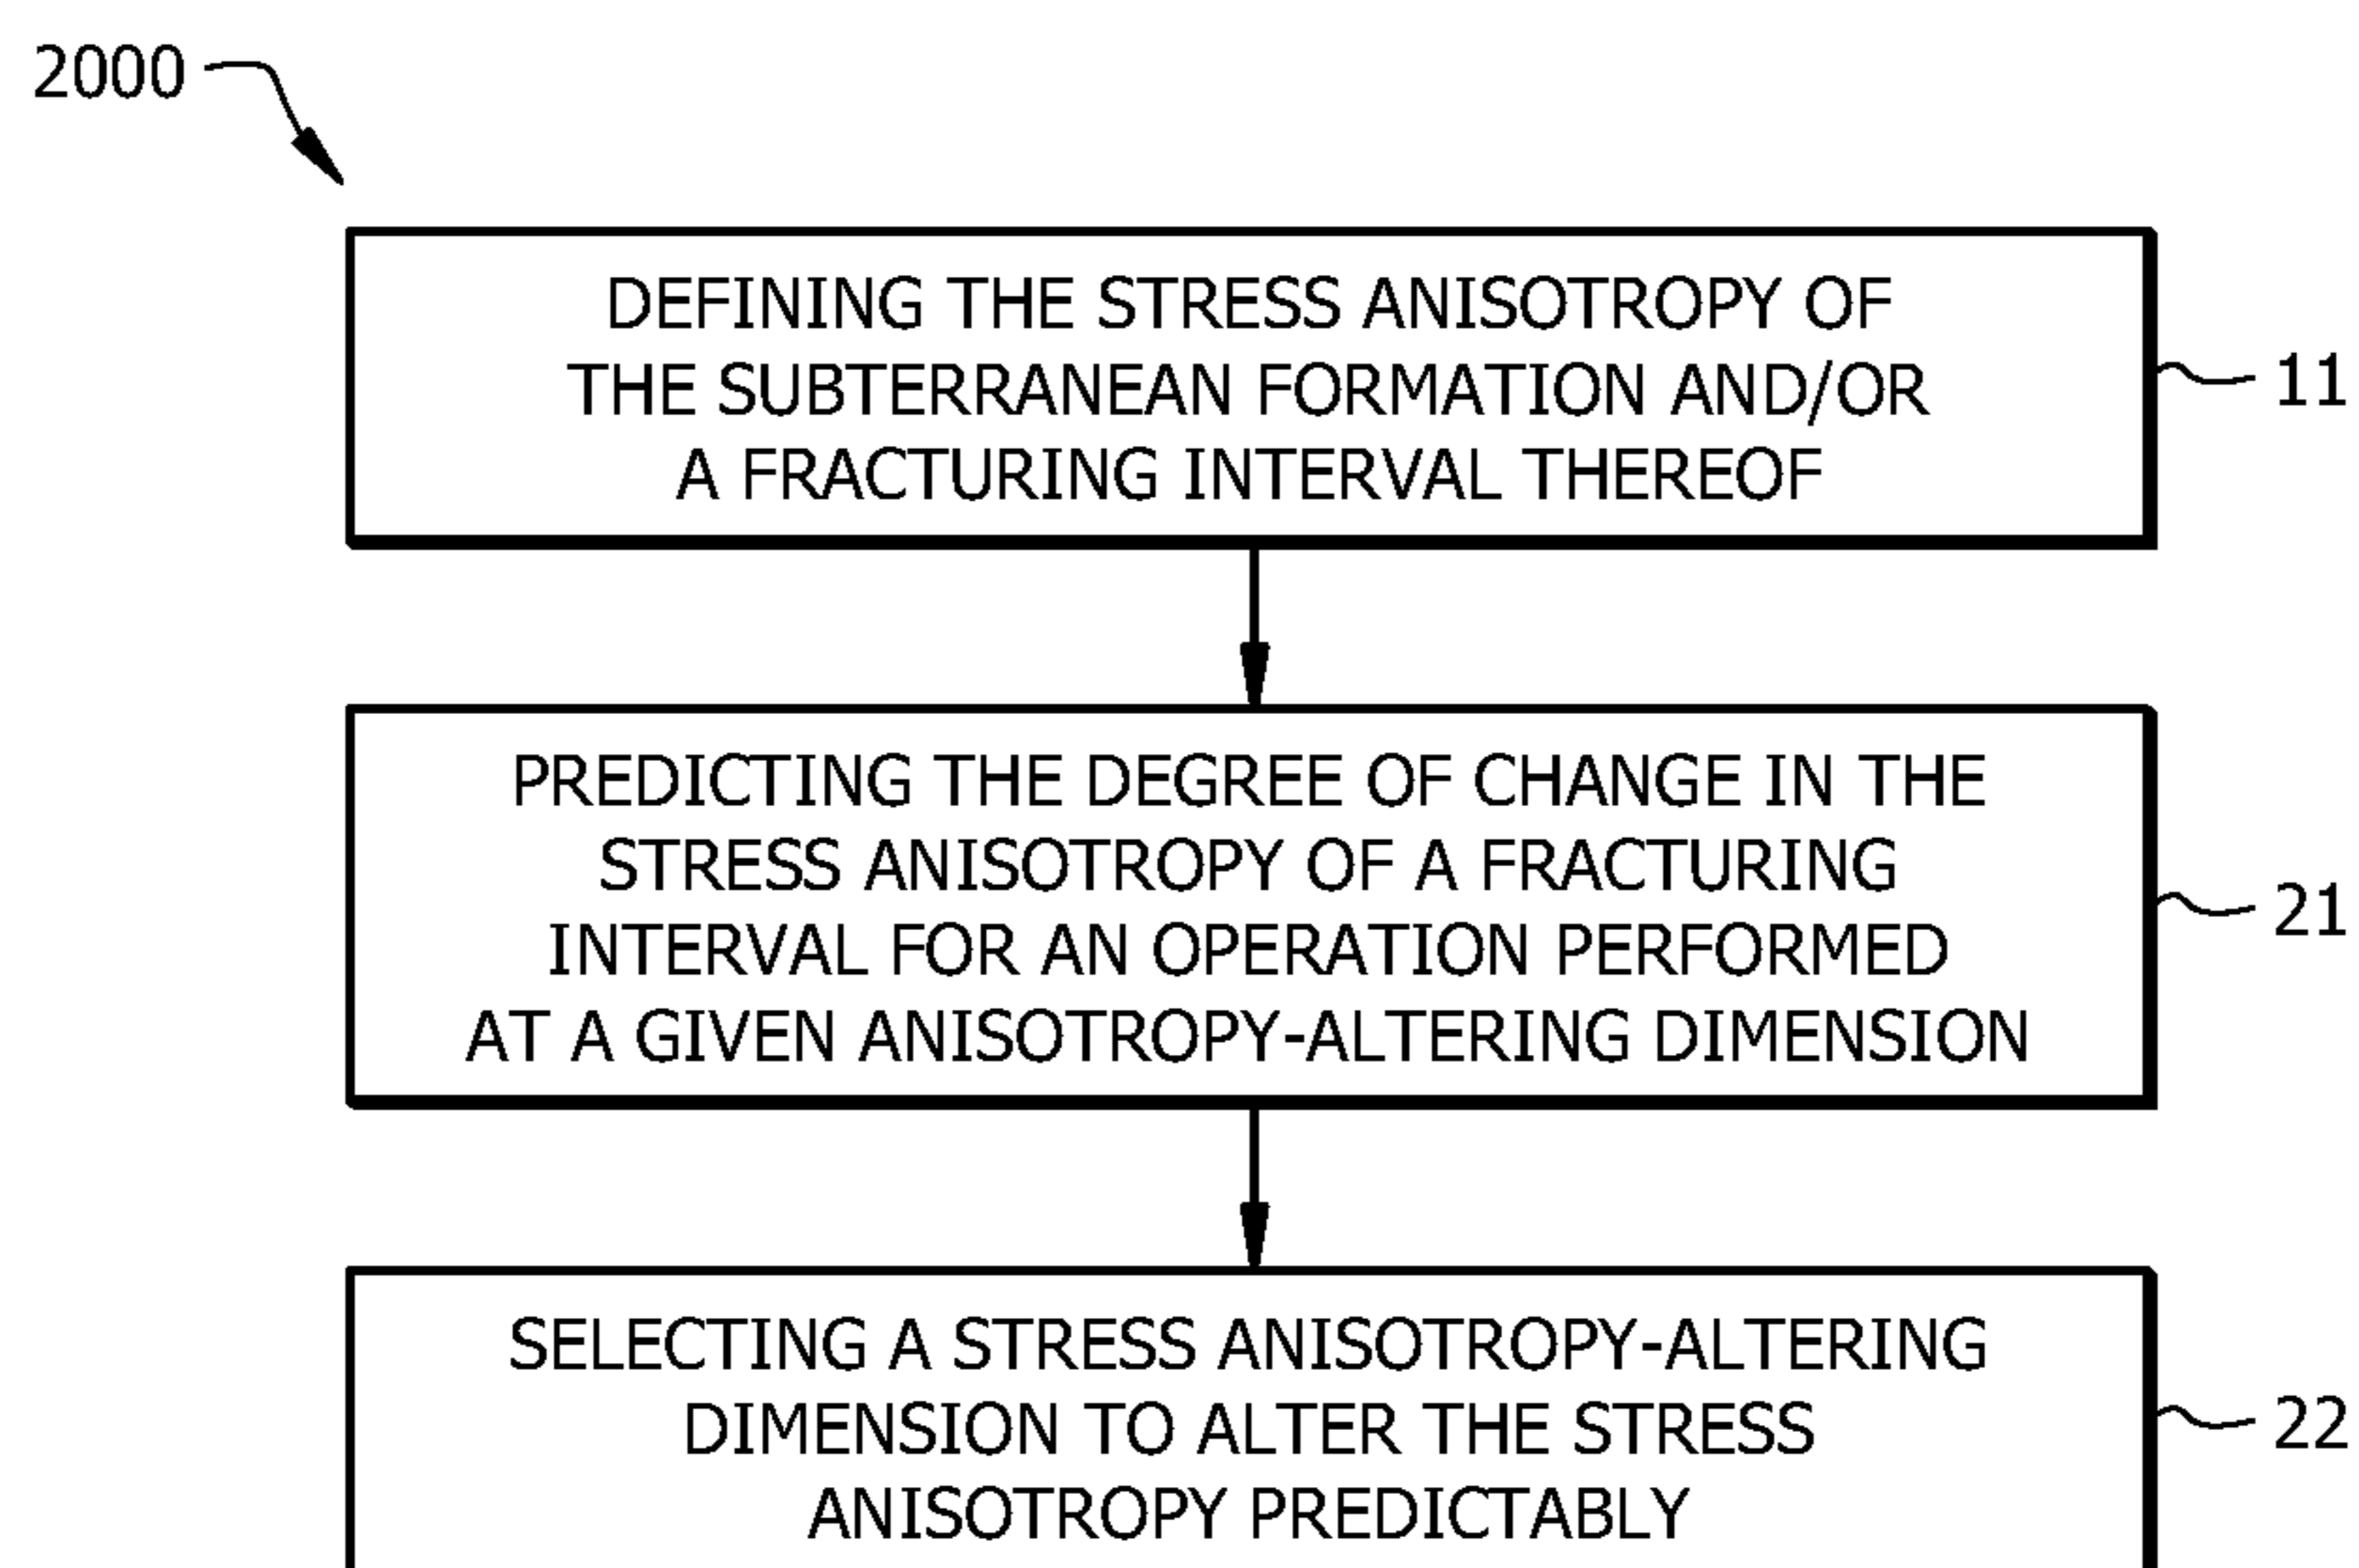 2000
DEFINING THE STRESS ANISOTROPY OF
THE SUBTERRANEAN FORMATION AND/OR
A FRACTURING INTERVAL THEREOF
11
PREDICTING THE DEGREE OF CHANGE IN THE
STRESS ANISOTROPY OF A FRACTURING
INTERVAL FOR AN OPERATION PERFORMED
AT A GIVEN ANISOTROPY-ALTERING DIMENSION
21
SELECTING A STRESS ANISOTROPY-ALTERING
DIMENSION TO ALTER THE STRESS
ANISOTROPY PREDICTABLY
22